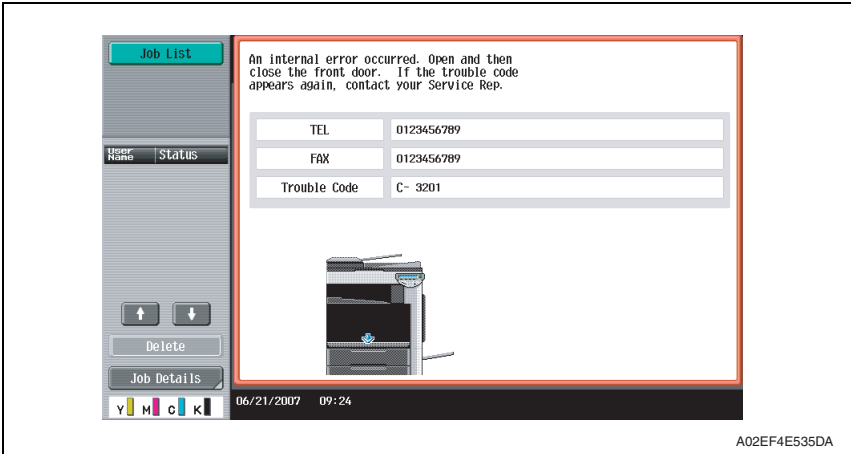 Job List
An internal error occurred. Open and then
close the front door.  If the trouble code
appears again, contact your Service Rep.
TEL 0123456789
FAX 0123456789
Trouble Code C- 3201
User Name Status
Delete
Job Details
Y M C K
06/21/2007 09:24
A02EF4E535DA